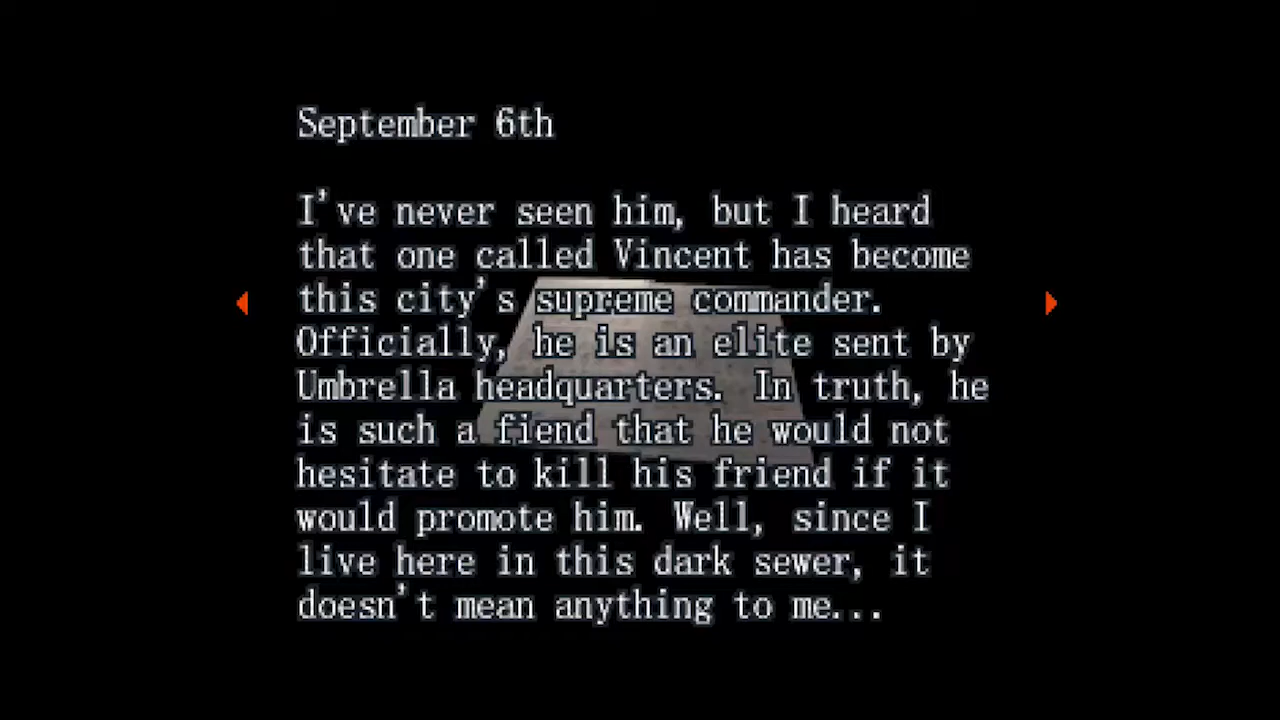 September 6th
I've never seen him, but I heard
that one called Vincent has become
this city's supreme commander.
Officially, he is an elite sent by
Umbrella headquarters. In truth, he
is such a fiend that he would not
hesitate to kill his friend if it
would promote him. Well, since I
live here in this dark sewer, it
doesn't mean anything to me...